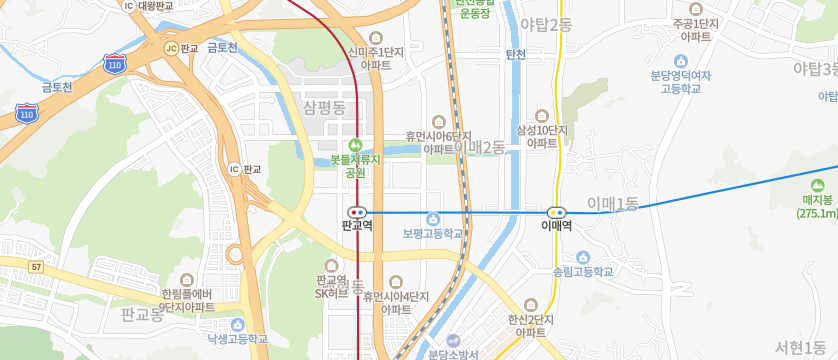 IC 대왕판교
탄천종합
운동장
JC 판교
금토천
110
신미주1단지
아파트
야탑2동
주공1단지
아파트
탄천
분당영덕여자
고등학교
야탑3동
야탑
금토천
110
삼평동
휴먼시아6단지
아파트
이매2동
삼성10단지
아파트
봇들저류지
공원
IC 판교
이매1동
매지봉
(275.1m)
판교역
보평고등학교
이매역
57
판교역
SK허브
송림고등학교
한림풀에버
9단지아파트
휴먼시아4단지
아파트
판교동
낙생고등학교
한신2단지
아파트
분당소방서
서현1동